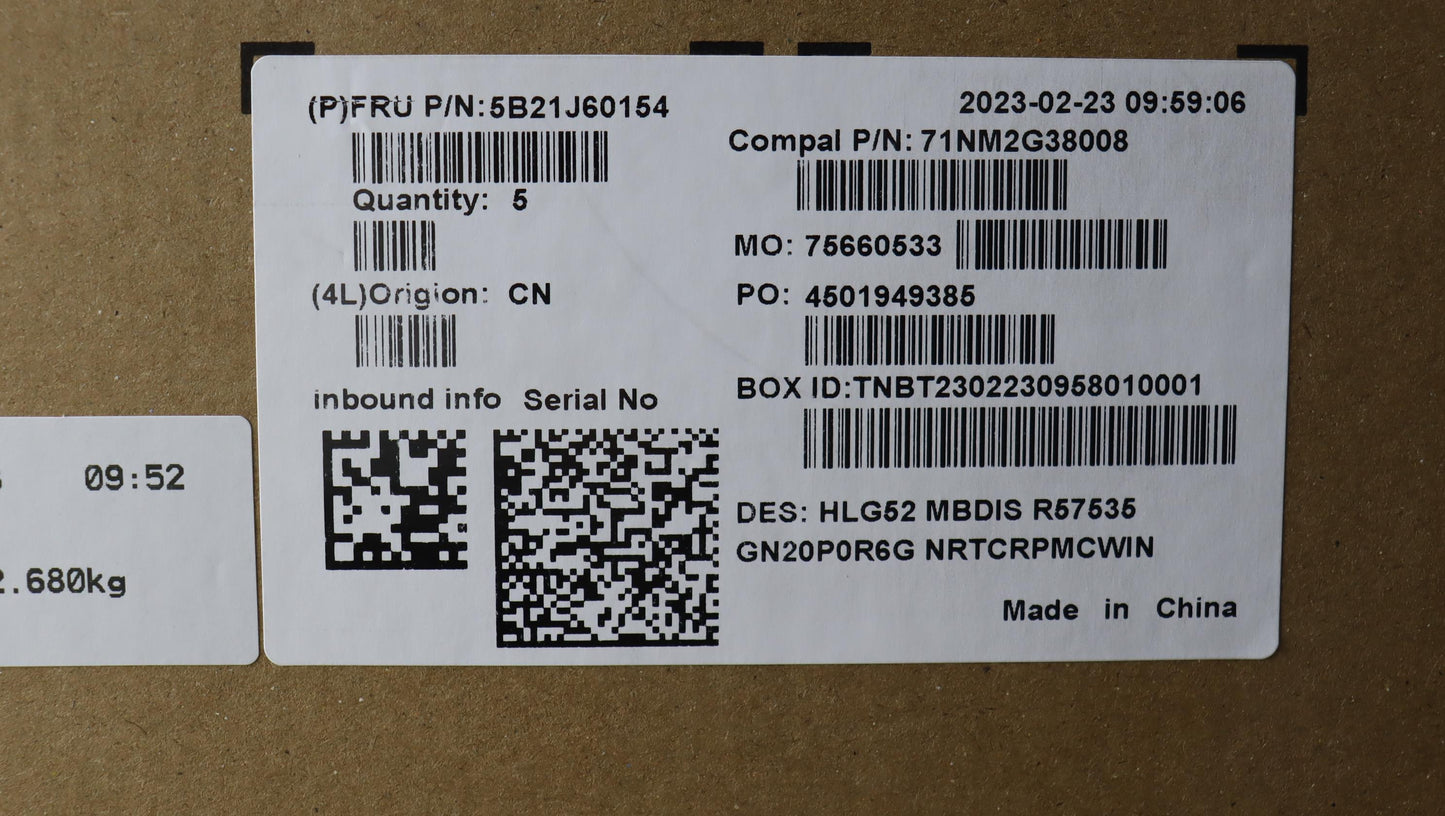 (P)FRU P/N:5B21J60154
2023-02-23 09:59:06
Compal P/N: 71NM2G38008
Quantity: 5
MO: 75660533
(4L)Origion: CN
PO: 4501949385
BOX ID:TNBT2302230958010001
inbound info Serial No
DES: HLG52 MBDIS R57535
GN20P0R6G NRTCRPMCWIN
Made in China
09:52
.680kg